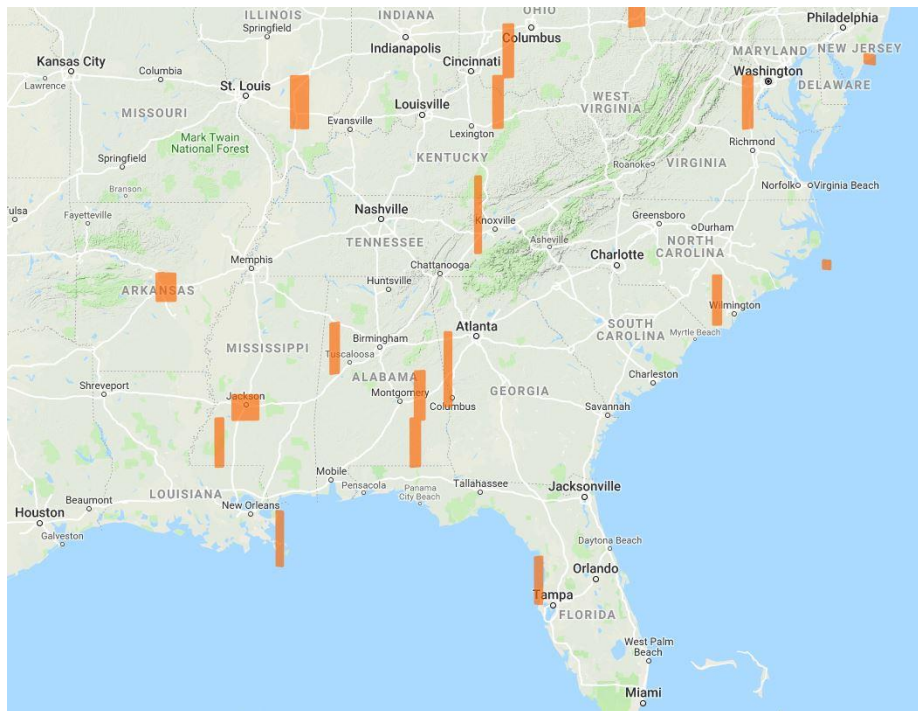 ILLINOIS
Springfield
INDIANA
Indianapolis
OHIO
Columbus
Philadelphia
MARYLAND
NEW JERSEY
Kansas City
Lawrence
Columbia
St. Louis
Cincinnati
Washington
DELAWARE
MISSOURI
Evansville
Louisville
Lexington
WEST
VIRGINIA
Mark Twain
National Forest
Richmond
Springfield
KENTUCKY
Roanoke
VIRGINIA
Branson
Norfolk
Virginia Beach
Tulsa
Fayetteville
Nashville
Knoxville
Greensboro
Durham
TENNESSEE
Asheville
NORTH
CAROLINA
Memphis
Chattanooga
Charlotte
Huntsville
ARKANSAS
Wilmington
Atlanta
SOUTH
CAROLINA
Myrtle Beach
MISSISSIPPI
Birmingham
Tuscaloosa
ALABAMA
Charleston
Shreveport
Jackson
Montgomery
Columbus
GEORGIA
Savannah
Mobile
Pensacola
Panama
City Beach
Tallahassee
Jacksonville
LOUISIANA
Beaumont
New Orleans
Houston
Galveston
Daytona Beach
Orlando
Tampa
FLORIDA
West Palm
Beach
Miami